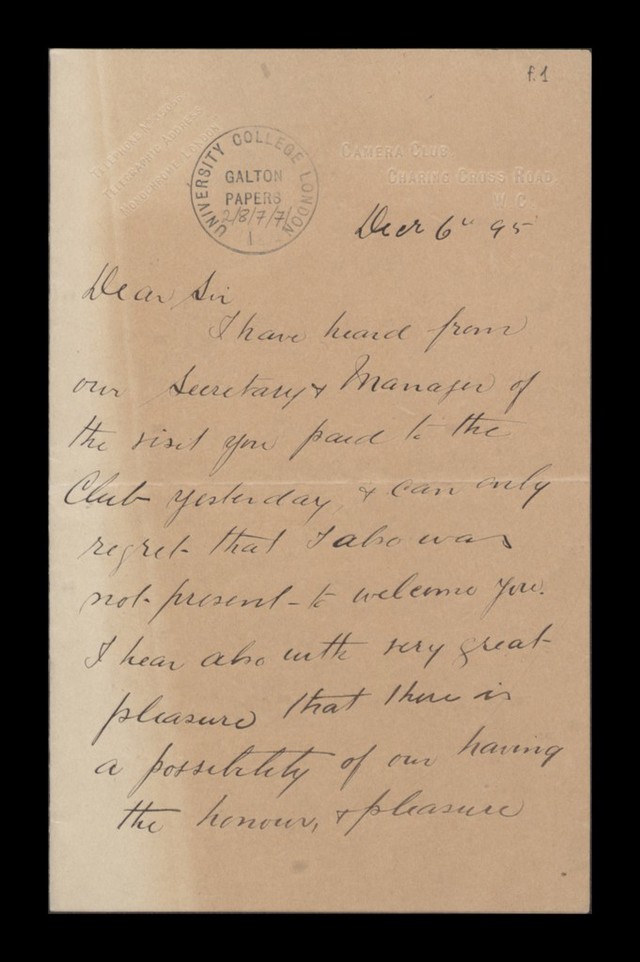 f.1
TELEGRAPHIC ADDRESS
UNIVERSITY COLLEGE LONDON
GALTON
PAPERS
2/8/7/7/
1
CAMERA CLUB
CHARING CROSS ROAD.
W.C.
Decr 6th 95
Dear Sir
I have heard from
our Secretary & Manager of
the visit you paid to the
Club yesterday, & can only
regret that I also was
not present to welcome you.
I hear also with very great
pleasure that there is
a possibility of our having
the honour, & pleasure